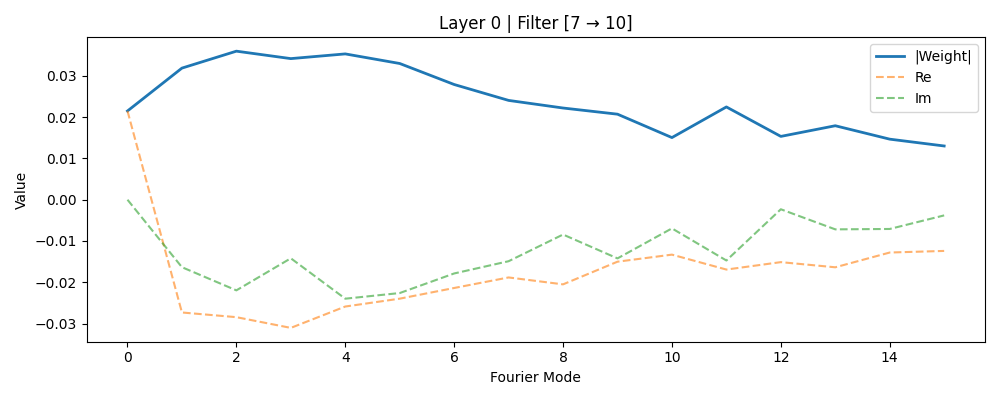 Layer 0 | Filter [7 → 10]
|Weight|
Re
Im
Value
0.03
0.02
0.01
0.00
−0.01
−0.02
−0.03
0 2 4 6 8 10 12 14
Fourier Mode